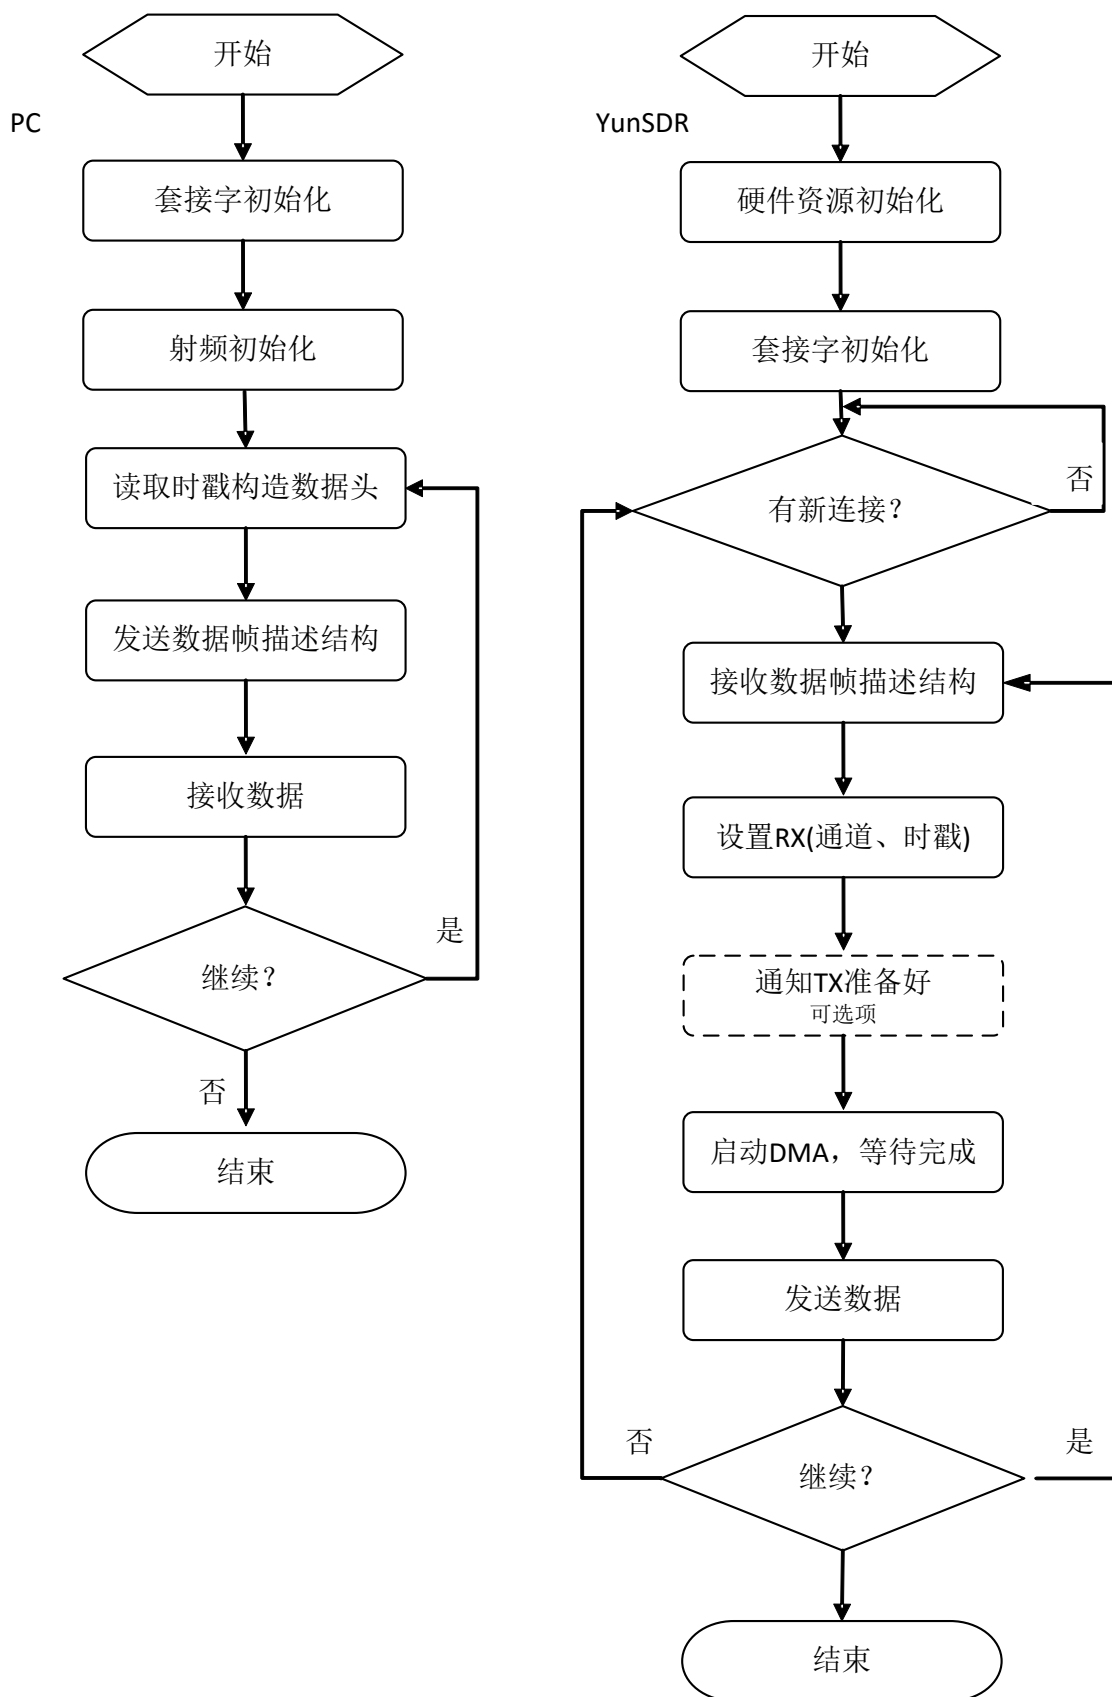 开始
PC
套接字初始化
射频初始化
读取时戳构造数据头
发送数据帧描述结构
接收数据
是
继续？
否
结束
开始
YunSDR
硬件资源初始化
套接字初始化
否
有新连接？
接收数据帧描述结构
设置RX(通道、时戳)
通知TX准备好
可选项
启动DMA，等待完成
发送数据
否
是
继续？
结束